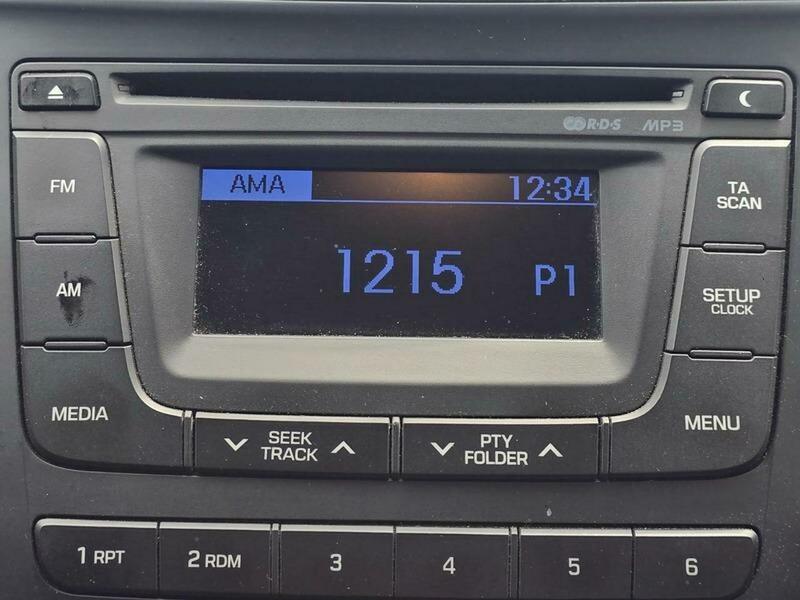 R·D·S MP3
FM
AMA 12:34
TA
SCAN
AM
1215 P1
SETUP
CLOCK
MEDIA
SEEK
TRACK
PTY
FOLDER
MENU
1 RPT
2 RDM
3
4
5
6